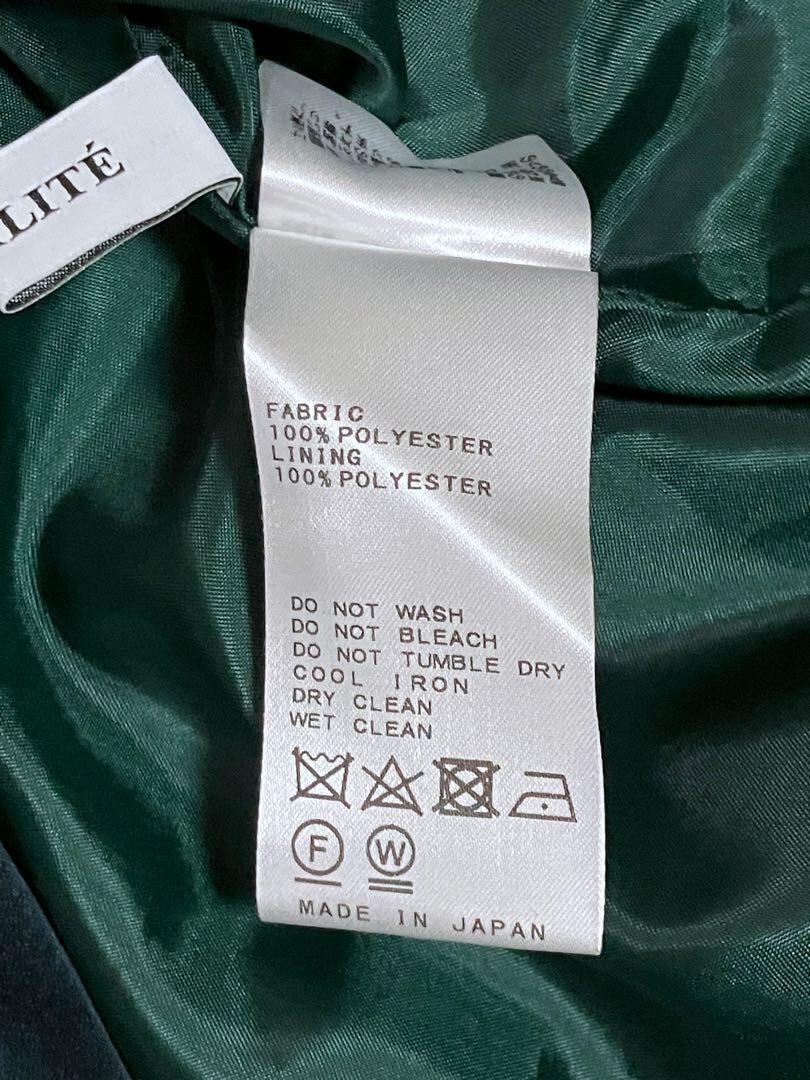 LITÉ
FABRIC
100% POLYESTER
LINING
100% POLYESTER
DO NOT WASH
DO NOT BLEACH
DO NOT TUMBLE DRY
COOL IRON
DRY CLEAN
WET CLEAN
F W
MADE IN JAPAN